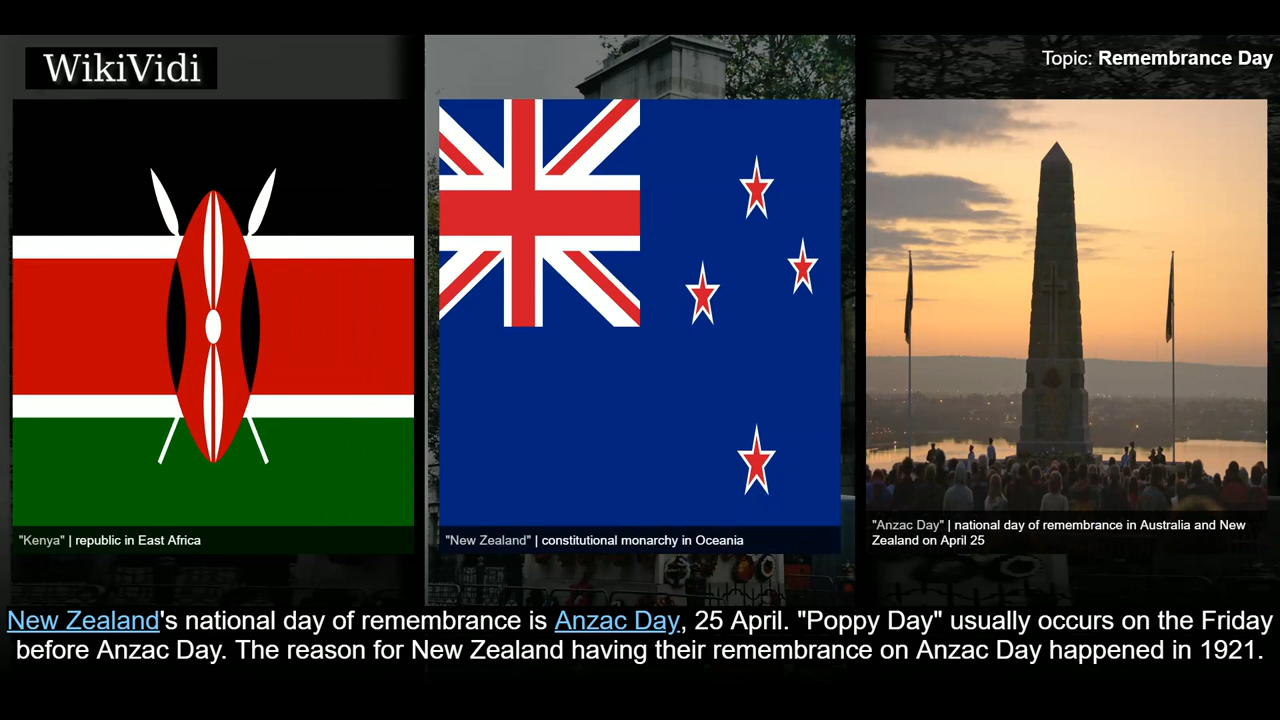 WikiVidi
Topic: Remembrance Day
"Kenya" | republic in East Africa
"New Zealand" | constitutional monarchy in Oceania
"Anzac Day" | national day of remembrance in Australia and New
Zealand on April 25
New Zealand's national day of remembrance is Anzac Day, 25 April. "Poppy Day" usually occurs on the Friday
before Anzac Day. The reason for New Zealand having their remembrance on Anzac Day happened in 1921.